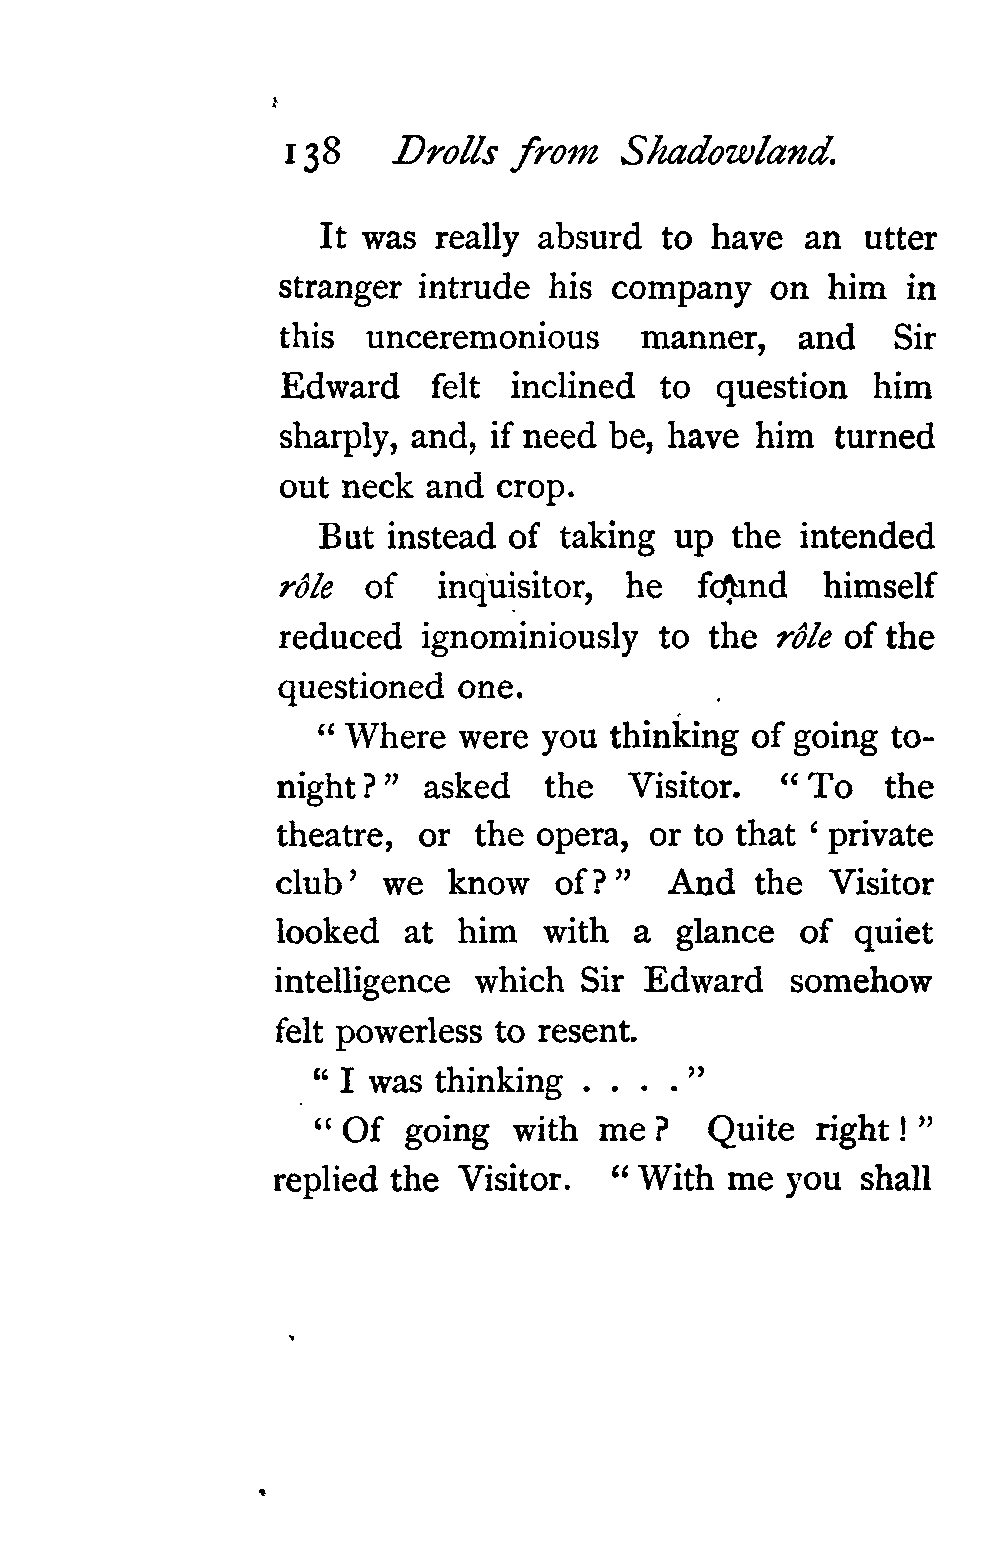 138 Drolls from Shadowland.
It was really absurd to have an utter
stranger intrude his company on him in
this unceremonious manner, and Sir
Edward felt inclined to question him
sharply, and, if need be, have him turned
out neck and crop.
But instead of taking up the intended
rôle of inquisitor, he found himself
reduced ignominiously to the rôle of the
questioned one.
“Where were you thinking of going to-
night?” asked the Visitor. “To the
theatre, or the opera, or to that ‘private
club’ we know of?” And the Visitor
looked at him with a glance of quiet
intelligence which Sir Edward somehow
felt powerless to resent.
“I was thinking . . . .”
“Of going with me? Quite right!”
replied the Visitor. “With me you shall